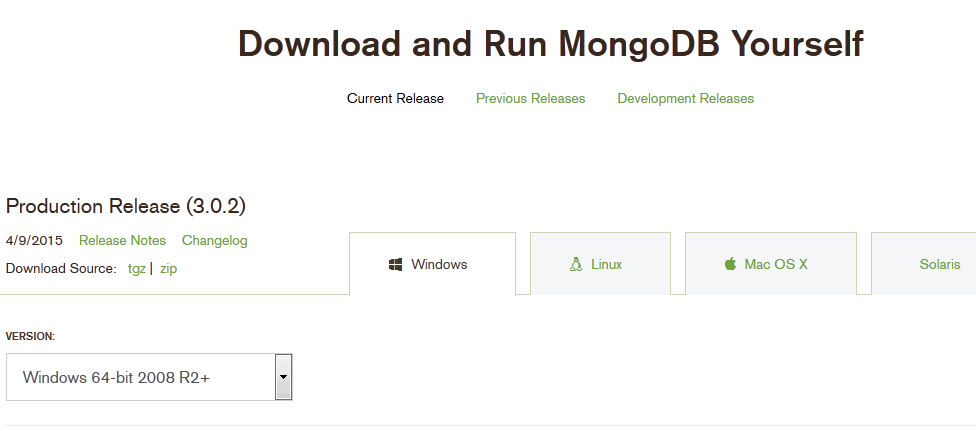 Download and Run MongoDB Yourself
Current Release Previous Releases Development Releases
Production Release (3.0.2)
4/9/2015 Release Notes Changelog
Download Source: tgz | zip
Windows Linux Mac OS X Solaris
VERSION:
Windows 64-bit 2008 R2+